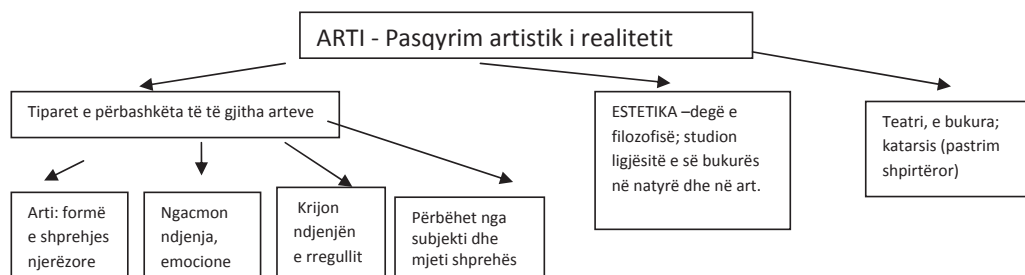 ARTI - Pasqyrim artistik i realitetit
Tiparet e përbashkëta të të gjitha arteve
ESTETIKA –degë e
filozofisë; studion
ligjësitë e së bukurës
në natyrë dhe në art.
Teatri, e bukura;
katarsis (pastrim
shpirtëror)
Arti: formë
e shprehjes
njerëzore
Ngacmon
ndjenja,
emocione
Krijon
ndjenjën
e rregullit
Përbëhet nga
subjekti dhe
mjeti shprehës